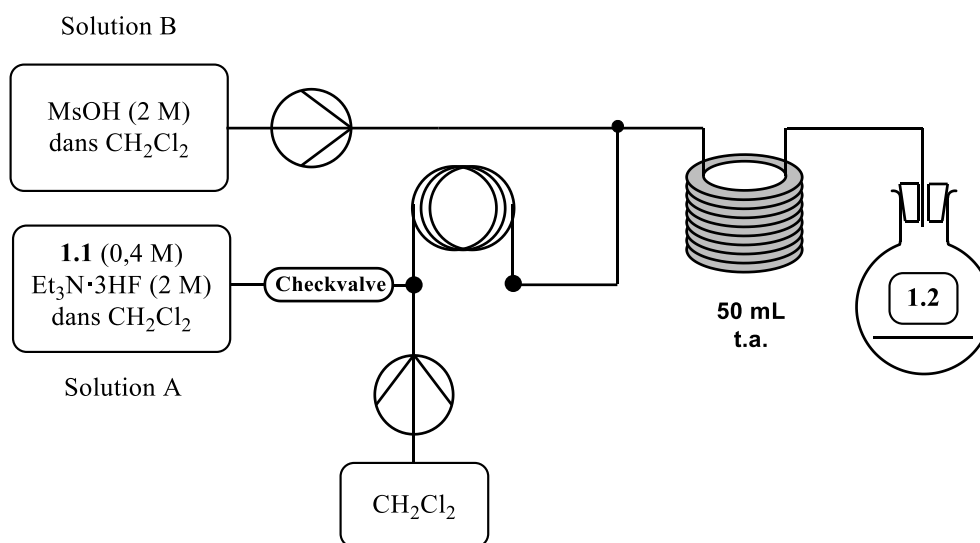 Solution B
MsOH (2 M)
dans CH₂Cl₂
1.1 (0,4 M)
Et₃N·3HF (2 M)
dans CH₂Cl₂
Checkvalve
Solution A
CH₂Cl₂
50 mL
t.a.
1.2